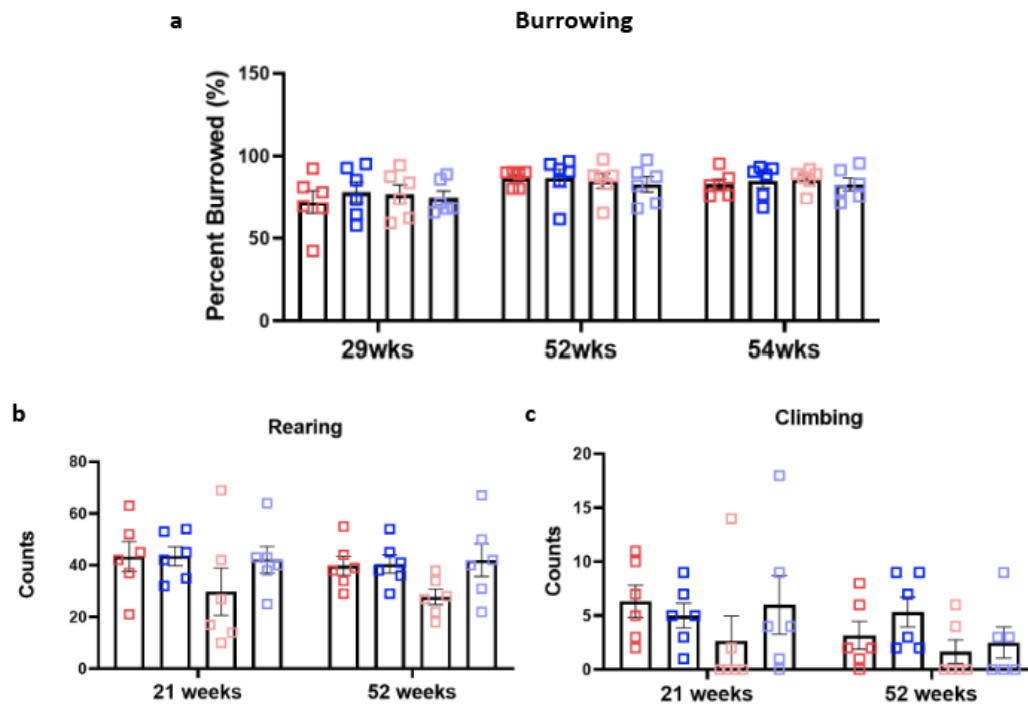 a
Burrowing
Percent Burrowed (%)
150
100
50
0
29wks 52wks 54wks
b
Rearing
Counts
80
60
40
20
0
21 weeks 52 weeks
c
Climbing
Counts
20
15
10
5
0
21 weeks 52 weeks